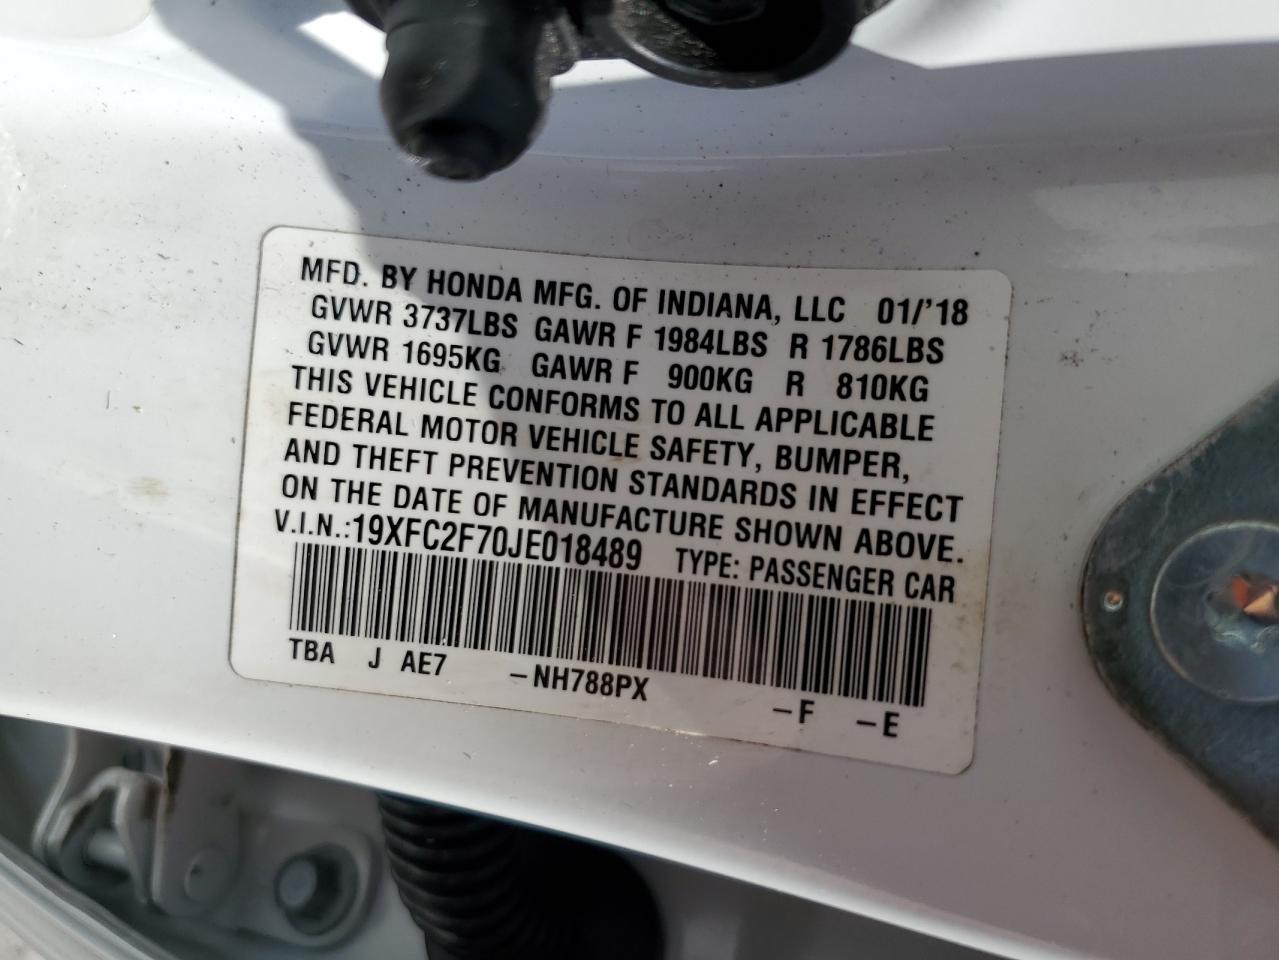 MFD. BY HONDA MFG. OF INDIANA, LLC 01/'18
GVWR 3737LBS GAWR F 1984LBS R 1786LBS
GVWR 1695KG GAWR F 900KG R 810KG
THIS VEHICLE CONFORMS TO ALL APPLICABLE
FEDERAL MOTOR VEHICLE SAFETY, BUMPER,
AND THEFT PREVENTION STANDARDS IN EFFECT
ON THE DATE OF MANUFACTURE SHOWN ABOVE.
V.I.N.:19XFC2F70JE018489 TYPE: PASSENGER CAR
TBA J AE7 -NH788PX -F -E